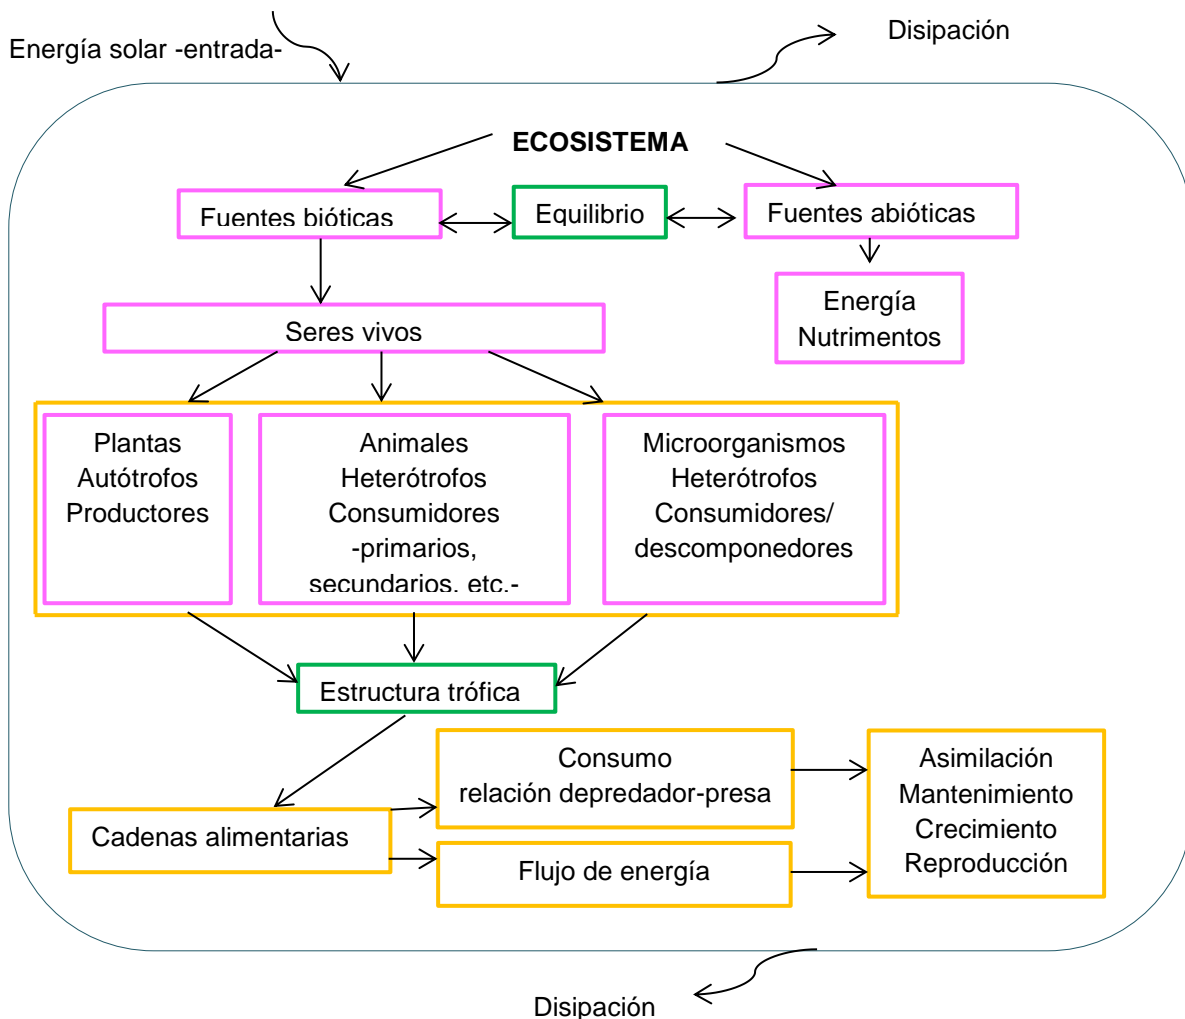 Energía solar -entrada-
Disipación
ECOSISTEMA
Fuentes bióticas
Equilibrio
Fuentes abióticas
Energía
Nutrimentos
Seres vivos
Plantas
Autótrofos
Productores
Animales
Heterótrofos
Consumidores
-primarios,
secundarios, etc.-
Microorganismos
Heterótrofos
Consumidores/
descomponedores
Estructura trófica
Cadenas alimentarias
Consumo
relación depredador-presa
Flujo de energía
Asimilación
Mantenimiento
Crecimiento
Reproducción
Disipación